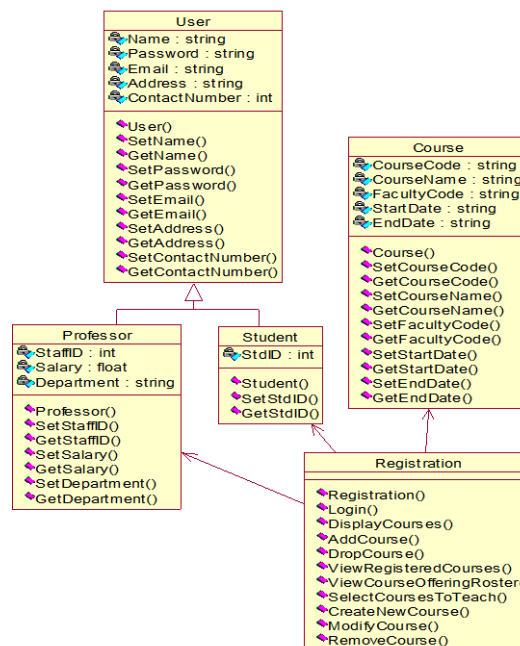 User
Name : string
Password : string
Email : string
Address : string
ContactNumber : int
User()
SetName()
GetName()
SetPassword()
GetPassword()
SetEmail()
GetEmail()
SetAddress()
GetAddress()
SetContactNumber()
GetContactNumber()
Course
CourseCode : string
CourseName : string
FacultyCode : string
StartDate : string
EndDate : string
Course()
SetCourseCode()
GetCourseCode()
SetCourseName()
GetCourseName()
SetFacultyCode()
GetFacultyCode()
SetStartDate()
GetStartDate()
SetEndDate()
GetEndDate()
Professor
StaffID : int
Salary : float
Department : string
Professor()
SetStaffID()
GetStaffID()
SetSalary()
GetSalary()
SetDepartment()
GetDepartment()
Student
StdID : int
Student()
SetStdID()
GetStdID()
Registration
Registration()
Login()
DisplayCourses()
AddCourse()
DropCourse()
ViewRegisteredCourses()
ViewCourseOfferingRoster
SelectCoursesToTeach()
CreateNewCourse()
ModifyCourse()
RemoveCourse()